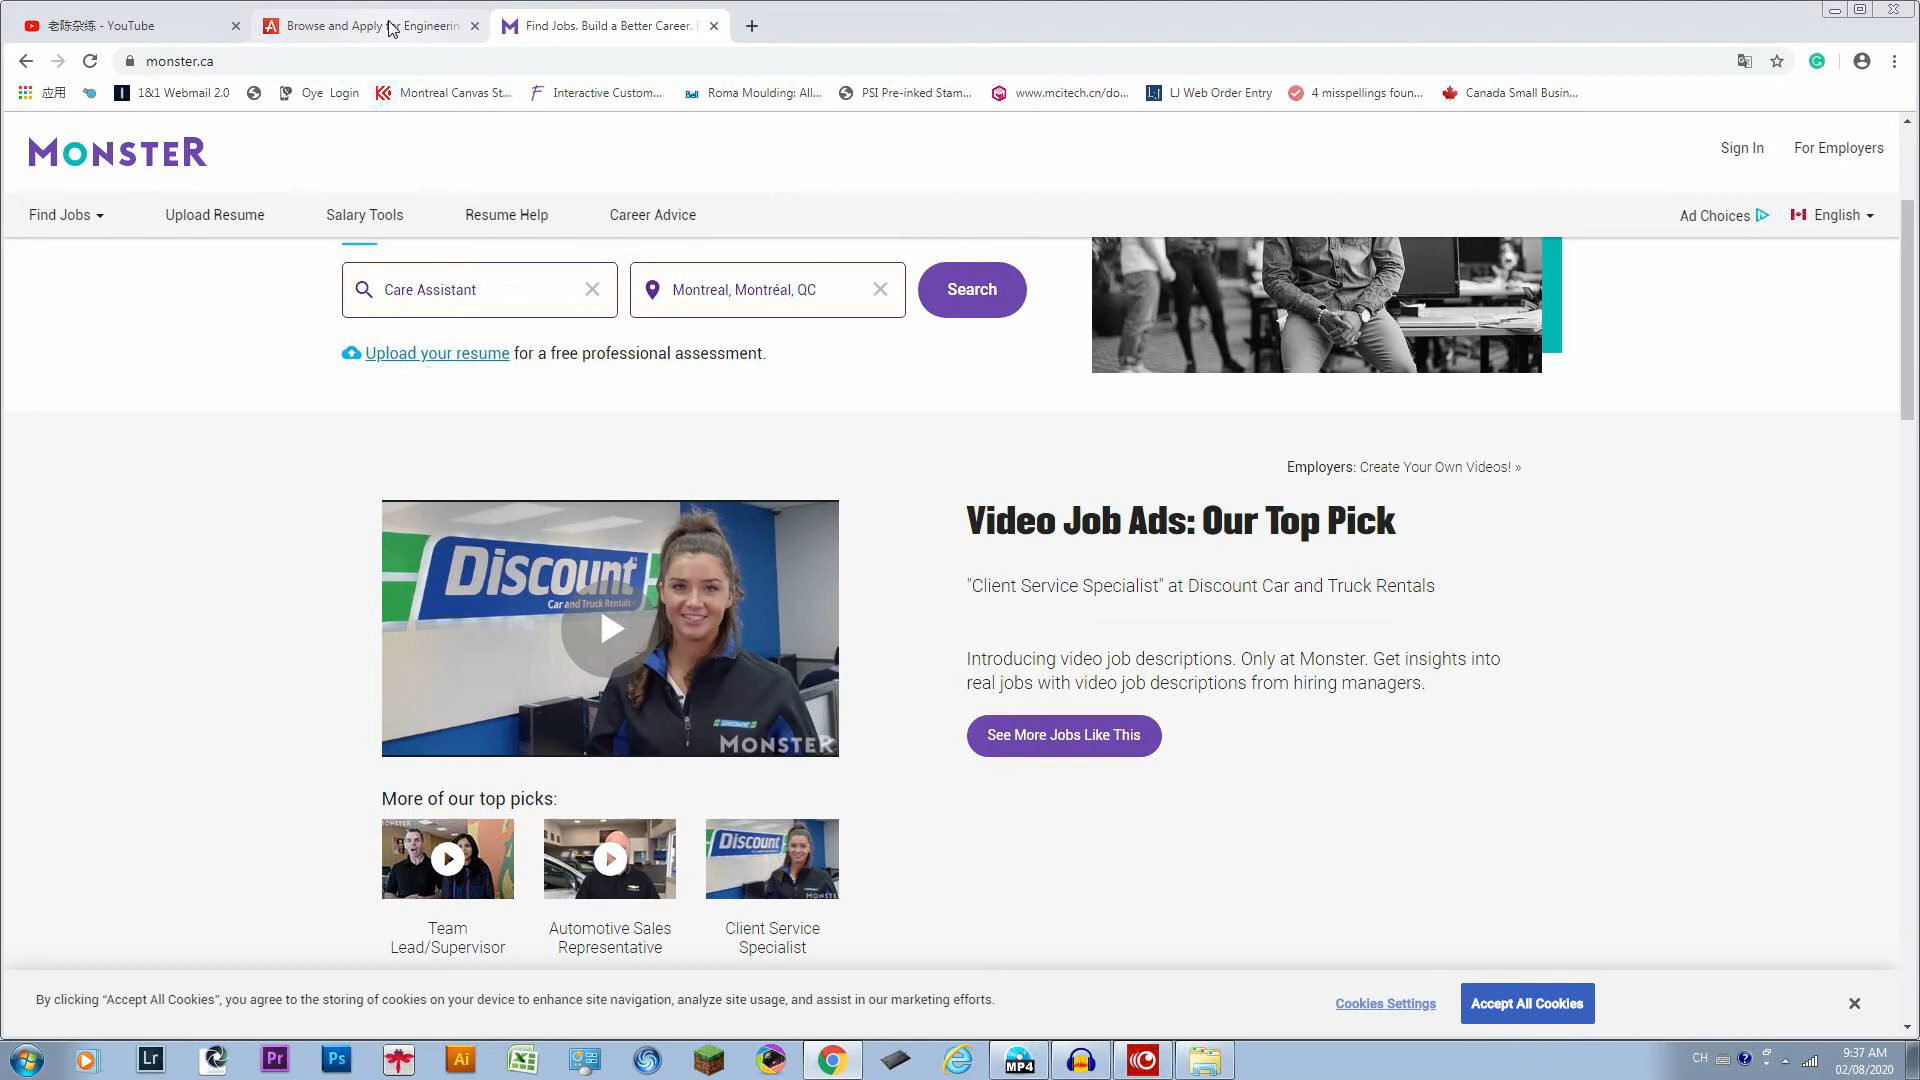 老陈杂练 - YouTube
Browse and Apply for Engineerin
Find Jobs. Build a Better Career.
monster.ca
应用
1&1 Webmail 2.0
Oye Login
Montreal Canvas St...
Interactive Custom...
Bell
Roma Moulding: All...
PSI Pre-inked Stam...
www.mcitech.cn/do...
LJ Web Order Entry
4 misspellings foun...
Canada Small Busin...
MONSTER
Sign In
For Employers
Find Jobs
Upload Resume
Salary Tools
Resume Help
Career Advice
Ad Choices
English
Care Assistant
Montreal, Montréal, QC
Search
Upload your resume for a free professional assessment.
Employers: Create Your Own Videos! »
Discount
Car and Truck Rentals
Discount
MONSTER
Video Job Ads: Our Top Pick
"Client Service Specialist" at Discount Car and Truck Rentals
Introducing video job descriptions. Only at Monster. Get insights into
real jobs with video job descriptions from hiring managers.
See More Jobs Like This
More of our top picks:
MONSTER
Discount
MONSTER
Team
Lead/Supervisor
Automotive Sales
Representative
Client Service
Specialist
By clicking “Accept All Cookies”, you agree to the storing of cookies on your device to enhance site navigation, analyze site usage, and assist in our marketing efforts.
Cookies Settings
Accept All Cookies
Lr
Pr
Ps
Ai
MP4
CH
9:37 AM
02/08/2020